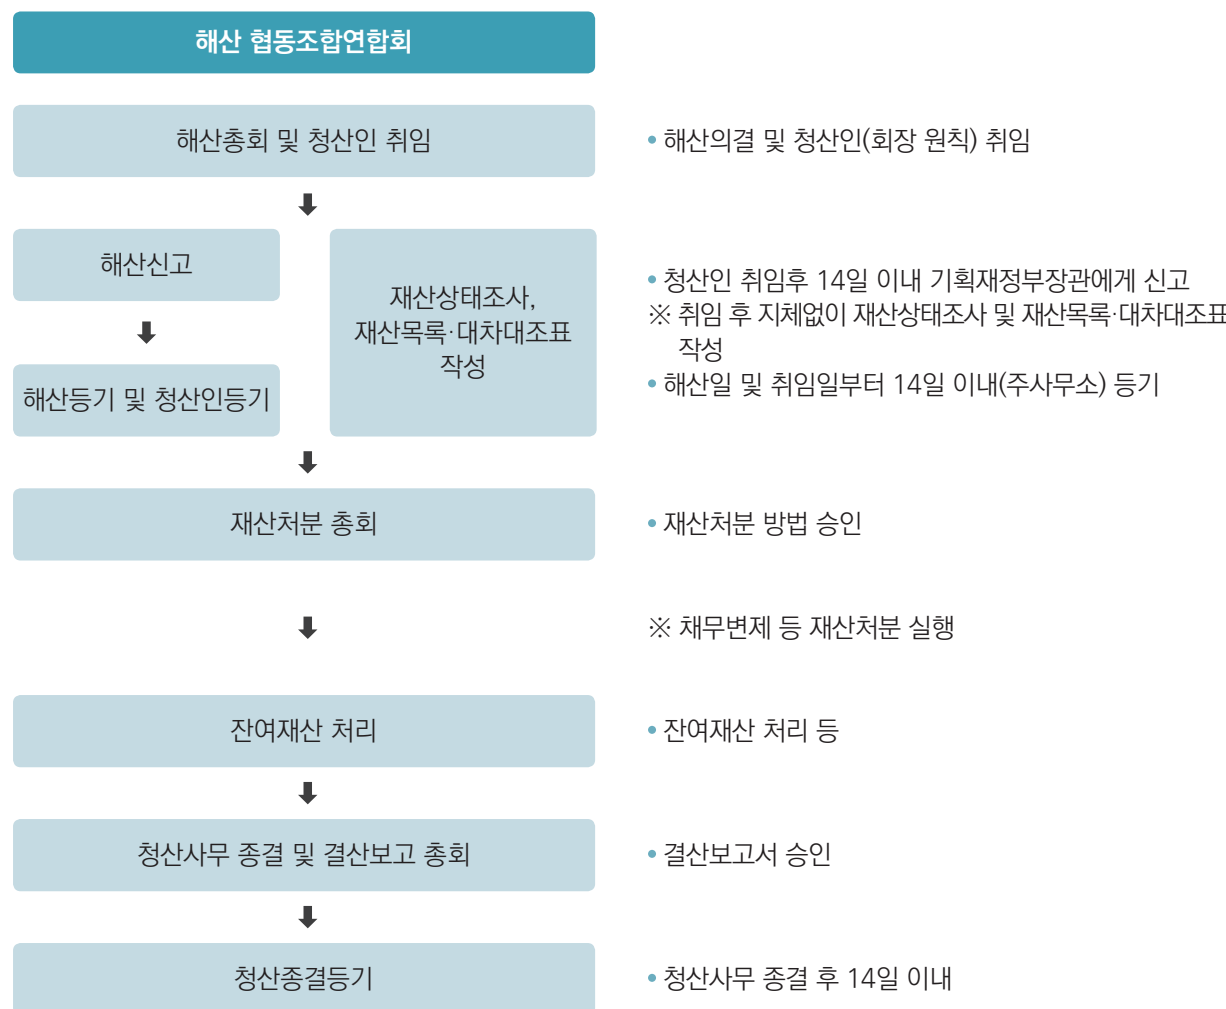 해산 협동조합연합회
해산총회 및 청산인 취임
• 해산의결 및 청산인(회장 원칙) 취임
해산신고
재산상태조사,
재산목록·대차대조표
작성
해산등기 및 청산인등기
• 청산인 취임후 14일 이내 기획재정부장관에게 신고
※ 취임 후 지체없이 재산상태조사 및 재산목록·대차대조표
작성
• 해산일 및 취임일부터 14일 이내(주사무소) 등기
재산처분 총회
• 재산처분 방법 승인
※ 채무변제 등 재산처분 실행
잔여재산 처리
• 잔여재산 처리 등
청산사무 종결 및 결산보고 총회
• 결산보고서 승인
청산종결등기
• 청산사무 종결 후 14일 이내